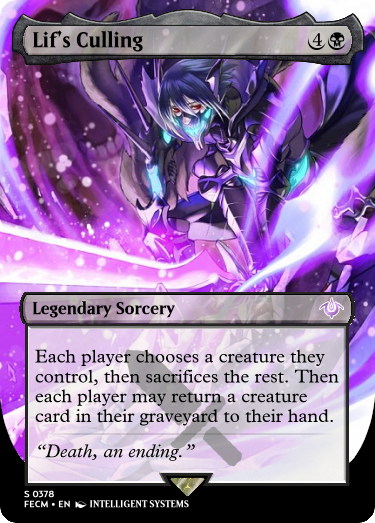 Lif's Culling 4
Legendary Sorcery
Each player chooses a creature they
control, then sacrifices the rest. Then
each player may return a creature
card in their graveyard to their hand.
“Death, an ending.”
S 0378
FECM • EN INTELLIGENT SYSTEMS